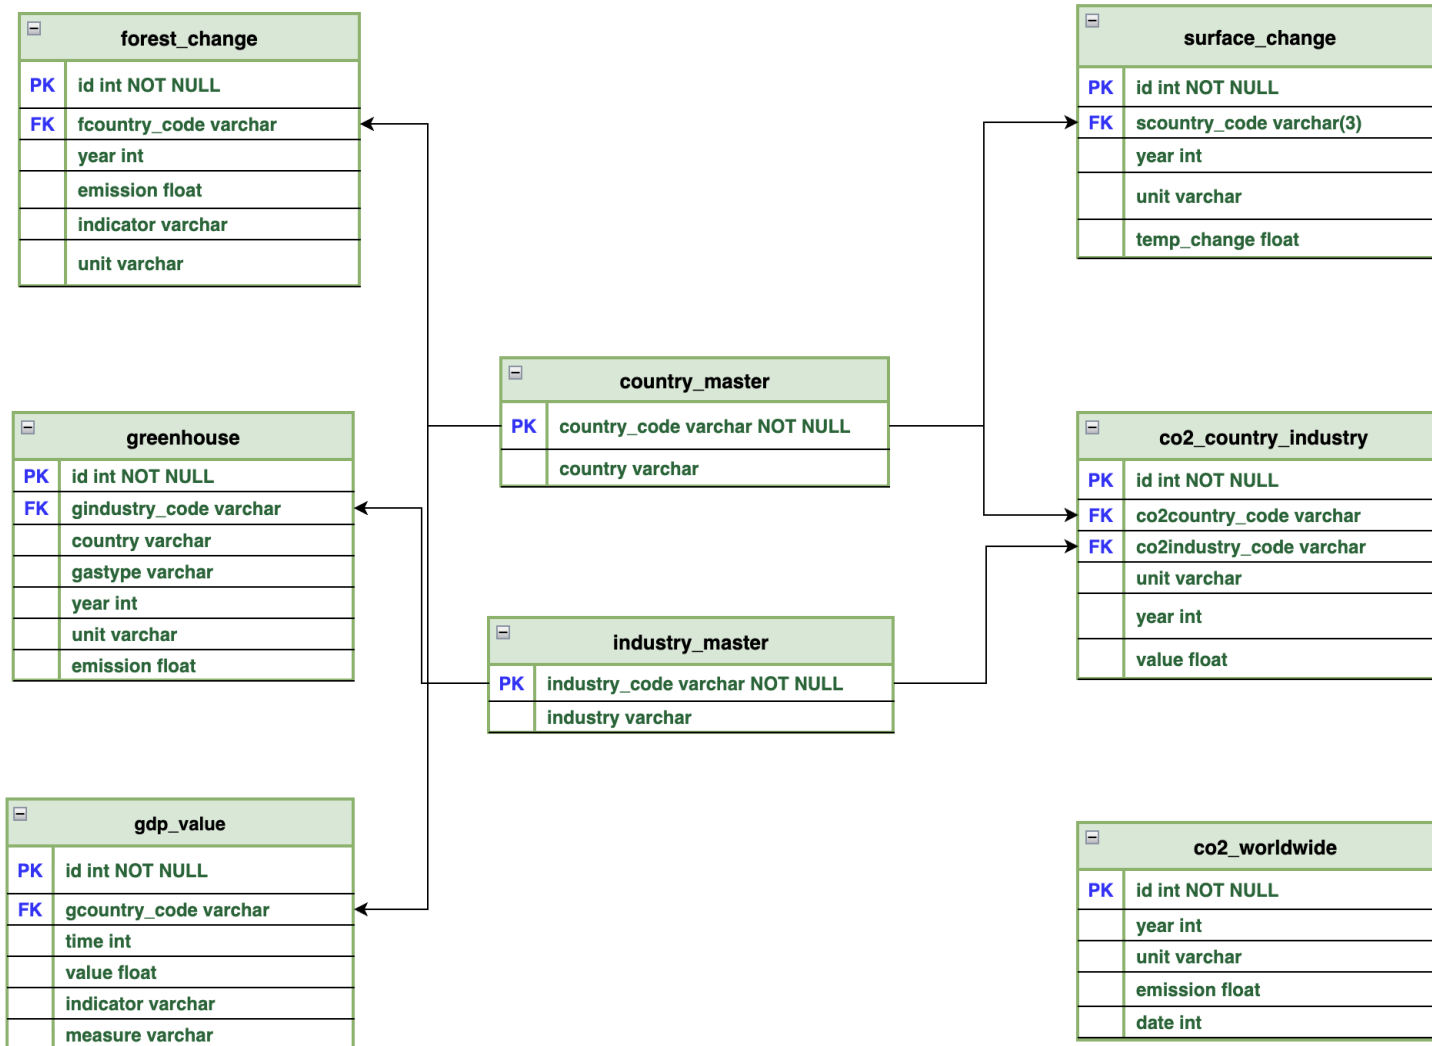 forest_change
PK id int NOT NULL
FK fcountry_code varchar
year int
emission float
indicator varchar
unit varchar
surface_change
PK id int NOT NULL
FK scountry_code varchar(3)
year int
unit varchar
temp_change float
country_master
PK country_code varchar NOT NULL
country varchar
greenhouse
PK id int NOT NULL
FK gindustry_code varchar
country varchar
gastype varchar
year int
unit varchar
emission float
co2_country_industry
PK id int NOT NULL
FK co2country_code varchar
FK co2industry_code varchar
unit varchar
year int
value float
industry_master
PK industry_code varchar NOT NULL
industry varchar
gdp_value
PK id int NOT NULL
FK gcountry_code varchar
time int
value float
indicator varchar
measure varchar
co2_worldwide
PK id int NOT NULL
year int
unit varchar
emission float
date int